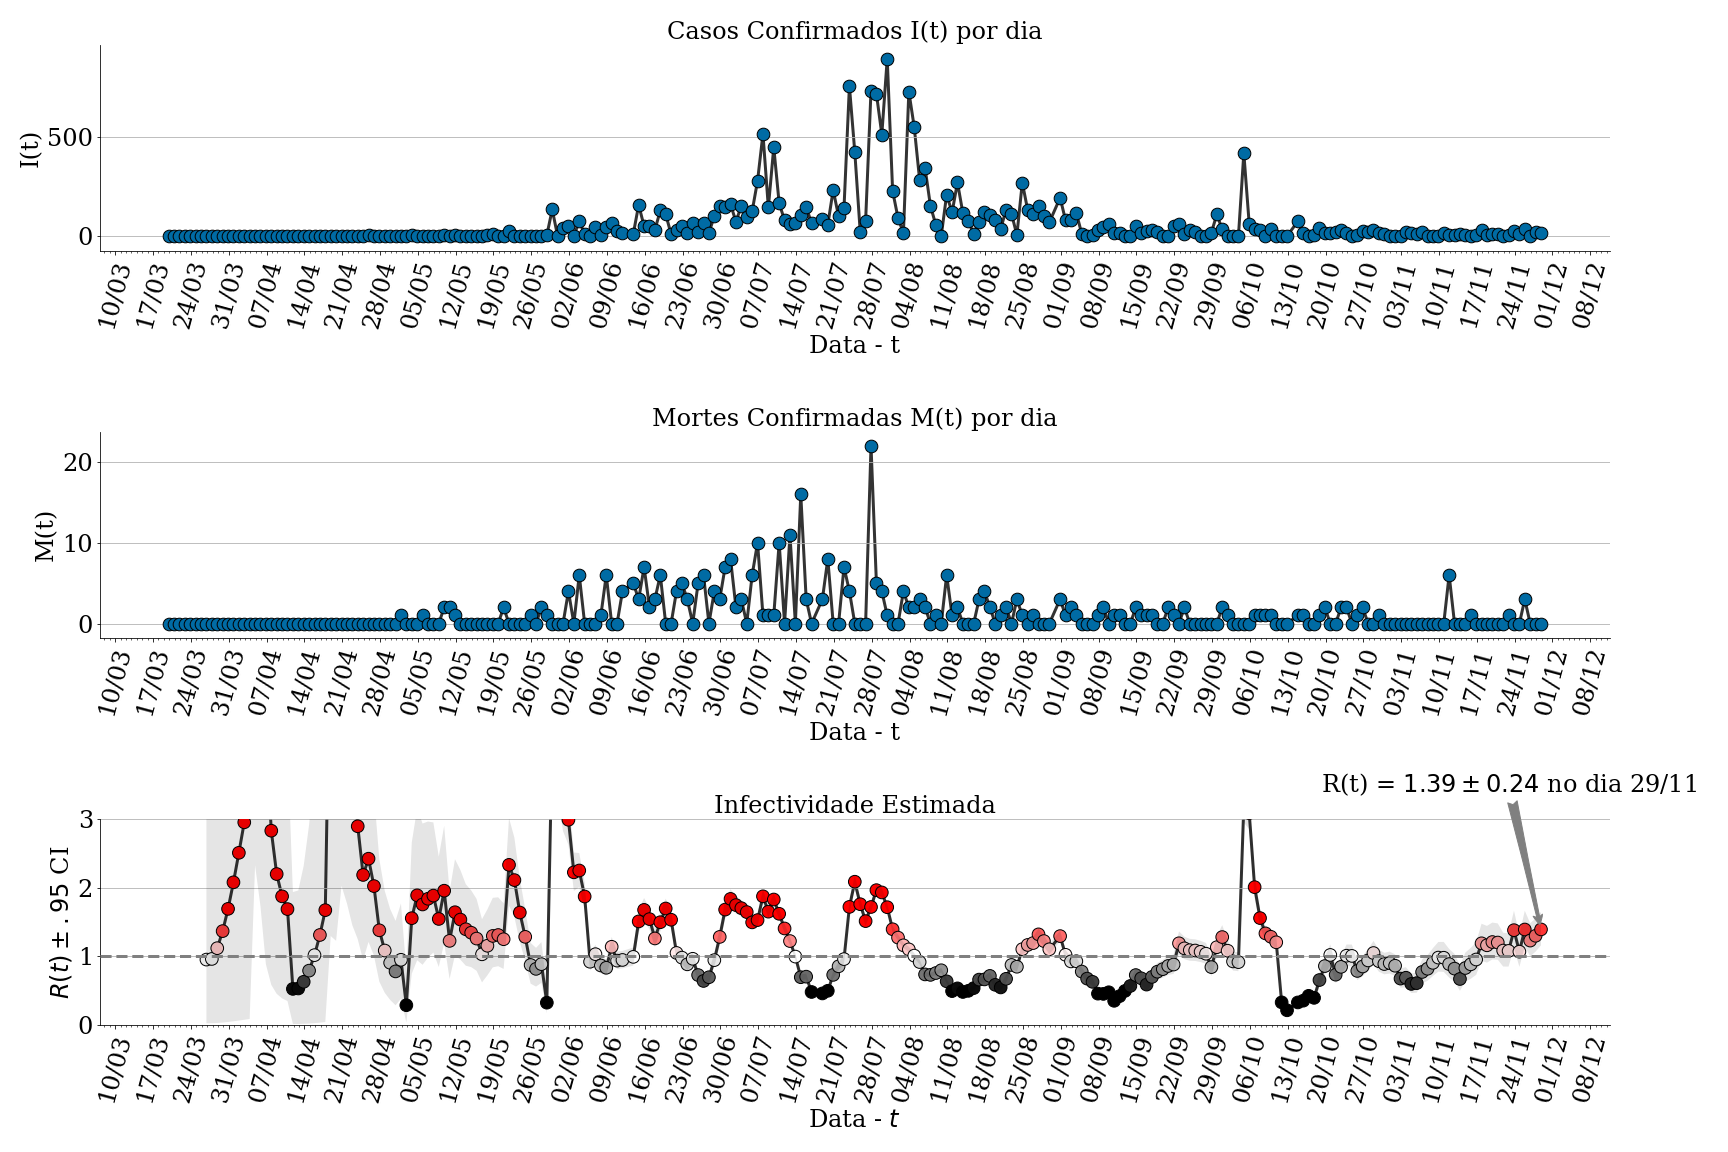 Casos Confirmados I(t) por dia
I(t)
500
0
10/03 17/03 24/03 31/03 07/04 14/04 21/04 28/04 05/05 12/05 19/05 26/05 02/06 09/06 16/06 23/06 30/06 07/07 14/07 21/07 28/07 04/08 11/08 18/08 25/08 01/09 08/09 15/09 22/09 29/09 06/10 13/10 20/10 27/10 03/11 10/11 17/11 24/11 01/12 08/12
Data - t
Mortes Confirmadas M(t) por dia
M(t)
20
10
0
10/03 17/03 24/03 31/03 07/04 14/04 21/04 28/04 05/05 12/05 19/05 26/05 02/06 09/06 16/06 23/06 30/06 07/07 14/07 21/07 28/07 04/08 11/08 18/08 25/08 01/09 08/09 15/09 22/09 29/09 06/10 13/10 20/10 27/10 03/11 10/11 17/11 24/11 01/12 08/12
Data - t
R(t) = 1.39 ± 0.24 no dia 29/11
Infectividade Estimada
R(t) ± .95 CI
3
2
1
0
10/03 17/03 24/03 31/03 07/04 14/04 21/04 28/04 05/05 12/05 19/05 26/05 02/06 09/06 16/06 23/06 30/06 07/07 14/07 21/07 28/07 04/08 11/08 18/08 25/08 01/09 08/09 15/09 22/09 29/09 06/10 13/10 20/10 27/10 03/11 10/11 17/11 24/11 01/12 08/12
Data - t